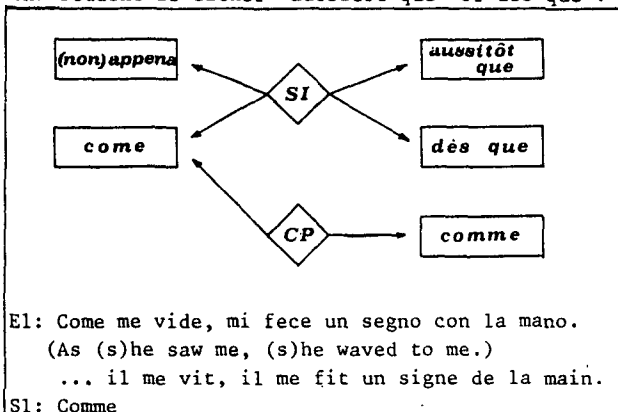 (non)appena
aussitôt
que
SI
come
dès que
CP
comme
E1: Come me vide, mi fece un segno con la mano.
(As (s)he saw me, (s)he waved to me.)
... il me vit, il me fit un signe de la main.
S1: Comme